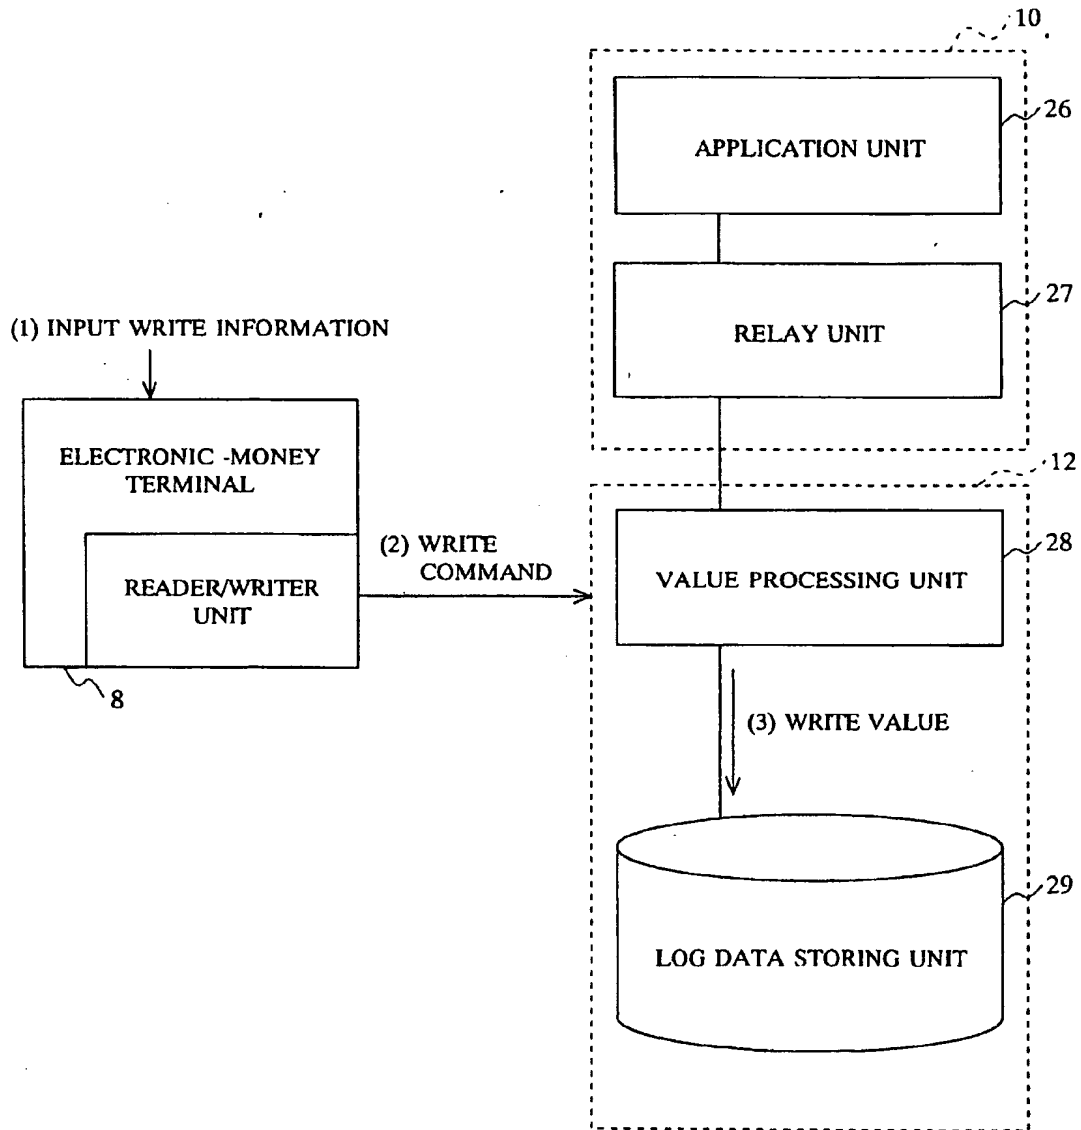 10
APPLICATION UNIT
26
RELAY UNIT
27
(1) INPUT WRITE INFORMATION
ELECTRONIC -MONEY
TERMINAL
READER/WRITER
UNIT
8
(2) WRITE
COMMAND
12
VALUE PROCESSING UNIT
28
(3) WRITE VALUE
LOG DATA STORING UNIT
29